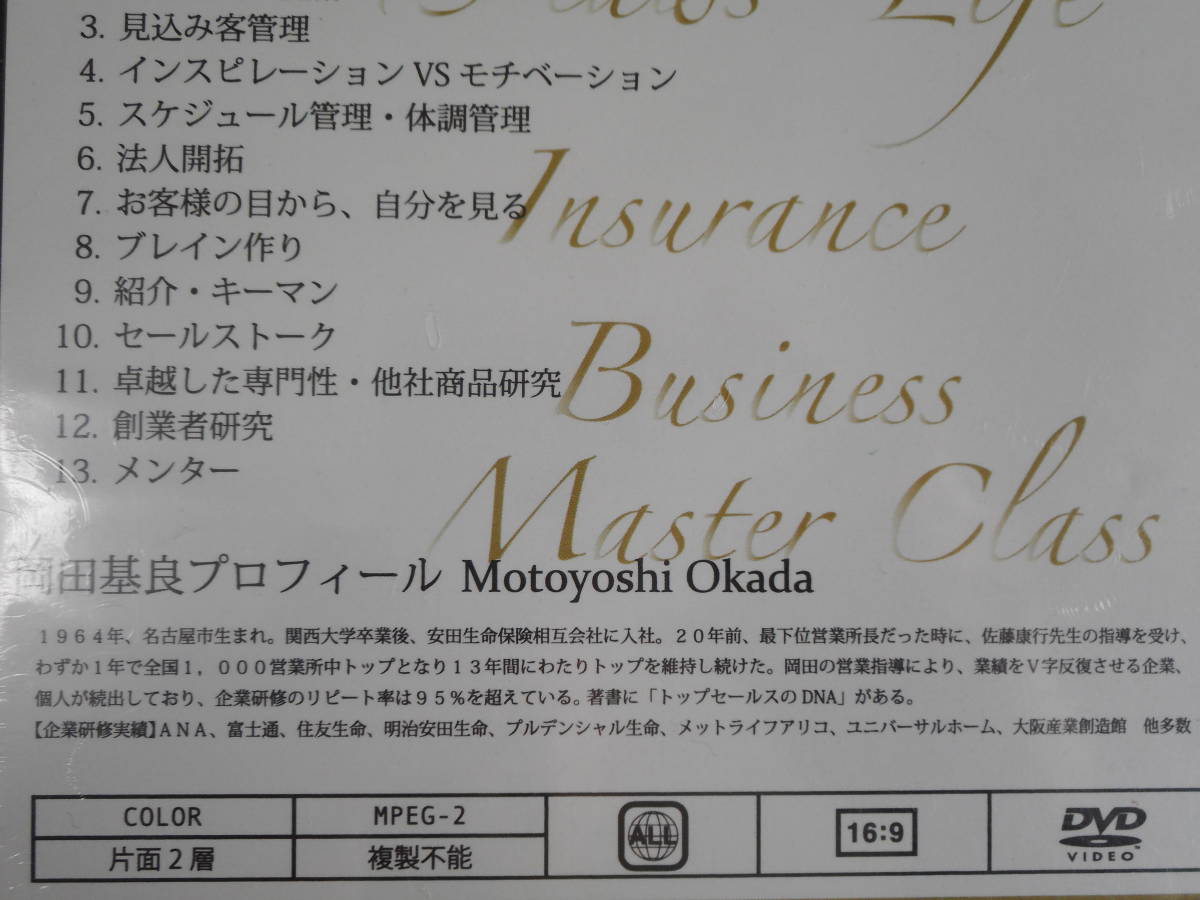 Life
3. 見込み客管理
4. インスピレーション VS モチベーション
5. スケジュール管理・体調管理
6. 法人開拓
7. お客様の目から、自分を見る
Insurance
8. ブレイン作り
9. 紹介・キーマン
10. セールストーク
Business
11. 卓越した専門性・他社商品研究
12. 創業者研究
13. メンター
Master Class
岡田基良プロフィール Motoyoshi Okada
1964年、名古屋市生まれ。関西大学卒業後、安田生命保険相互会社に入社。20年前、最下位営業所長だった時に、佐藤康行先生の指導を受け、
わずか1年で全国1,000営業所中トップとなり13年間にわたりトップを維持し続けた。岡田の営業指導により、業績をV字反復させる企業、
個人が続出しており、企業研修のリピート率は95%を超えている。著書に「トップセールスのDNA」がある。
【企業研修実績】ANA、富士通、住友生命、明治安田生命、プルデンシャル生命、メットライフアリコ、ユニバーサルホーム、大阪産業創造館 他多数
COLOR MPEG-2 ALL 16:9 DVD VIDEO
片面2層 複製不能